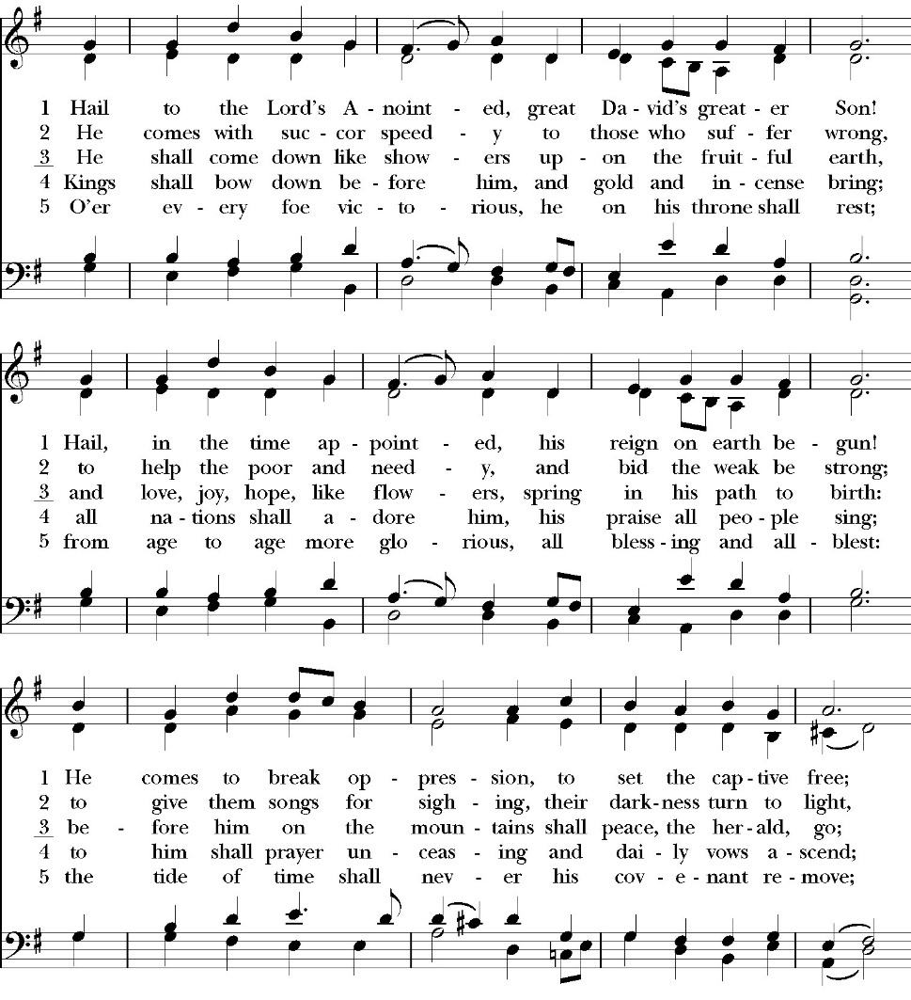 1 Hail to the Lord's A - noint - ed, great Da - vid's great - er Son!
2 He comes with suc - cor speed - y to those who suf - fer wrong,
3 He shall come down like show - ers up - on the fruit - ful earth,
4 Kings shall bow down be - fore him, and gold and in - cense bring;
5 O'er ev - ery foe vic - to - rious, he on his throne shall rest;
1 Hail, in the time ap - point - ed, his reign on earth be - gun!
2 to help the poor and need - y, and bid the weak be strong;
3 and love, joy, hope, like flow - ers, spring in his path to birth:
4 all na - tions shall a - dore him, his praise all peo - ple sing;
5 from age to age more glo - rious, all bless - ing and all - blest:
1 He comes to break op - pres - sion, to set the cap - tive free;
2 to give them songs for sigh - ing, their dark - ness turn to light,
3 be - fore him on the moun - tains shall peace, the her - ald, go;
4 to him shall prayer un - ceas - ing and dai - ly vows a - scend;
5 the tide of time shall nev - er his cov - e - nant re - move;